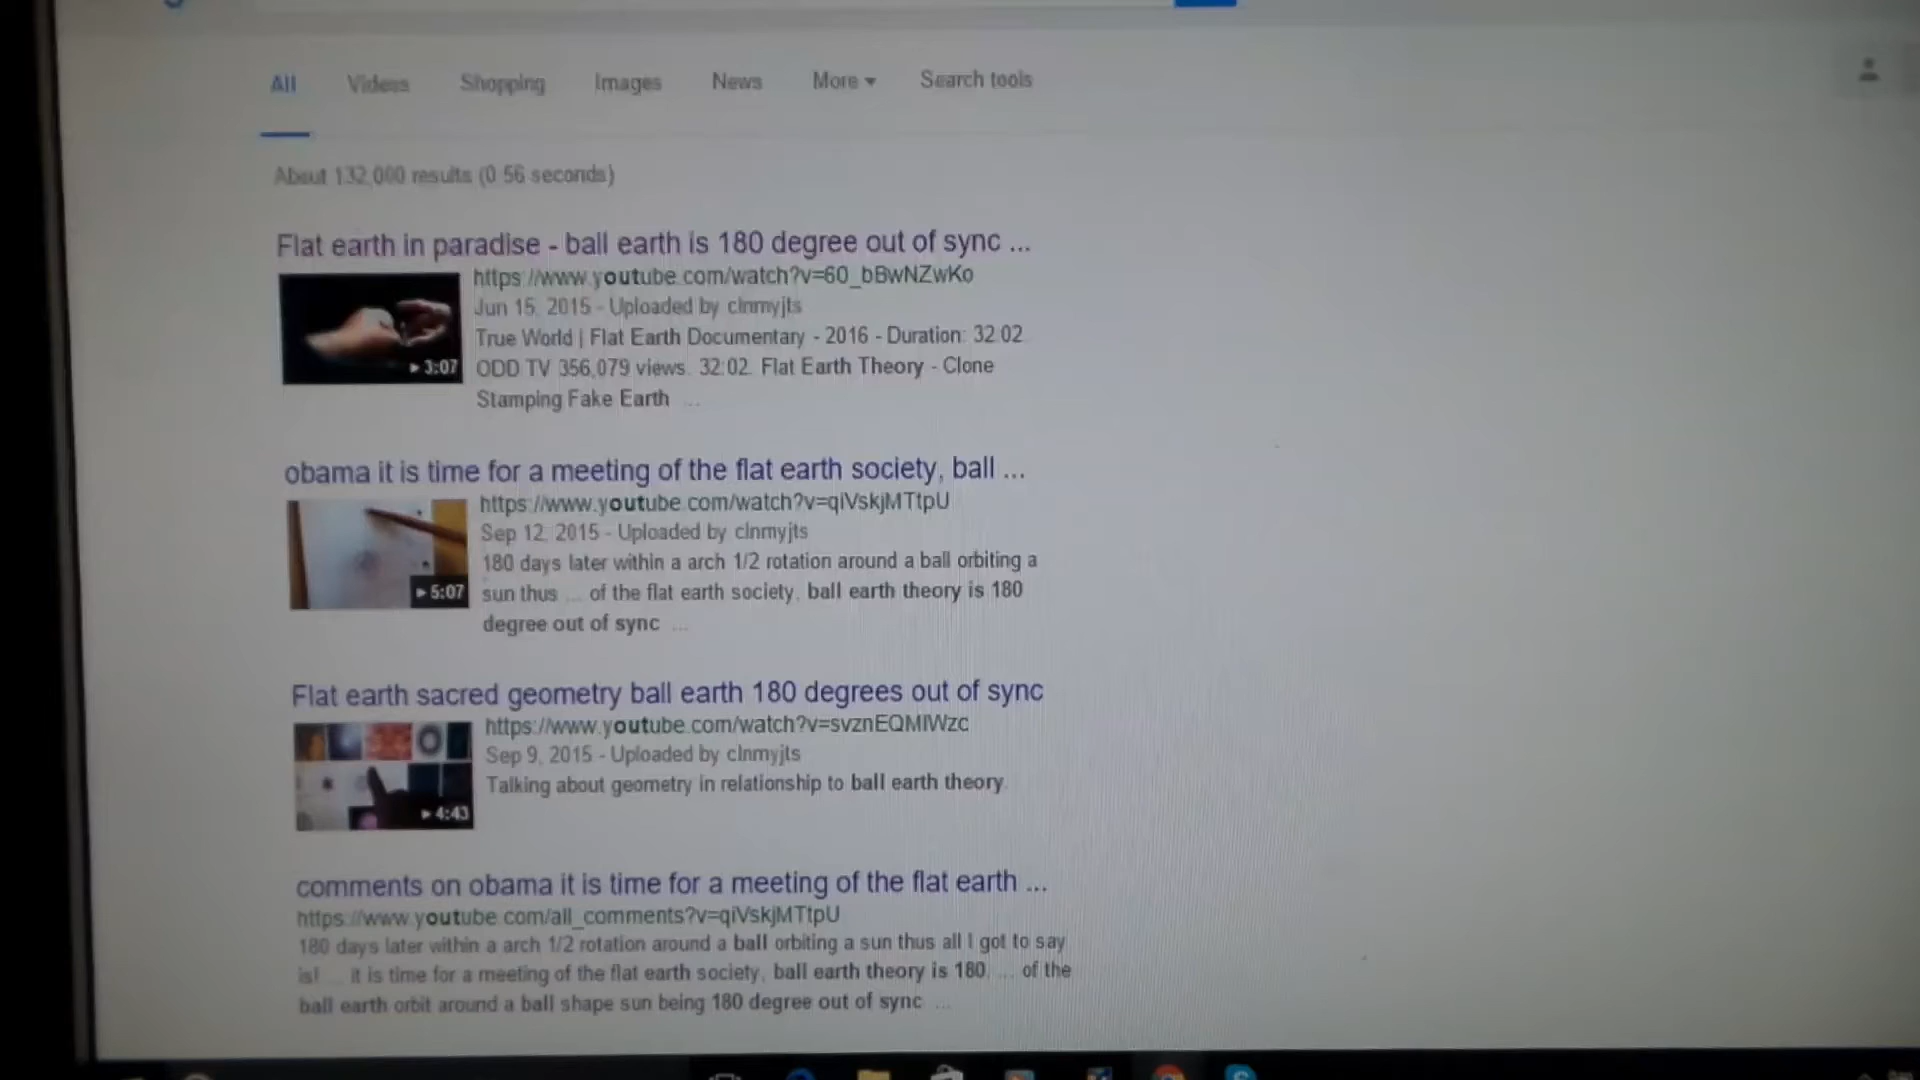 All Videos Shopping Images News More Search tools
About 132,000 results (0.56 seconds)
Flat earth in paradise - ball earth is 180 degree out of sync ...
https://www.youtube.com/watch?v=60_bBwNZwKo
Jun 15, 2015 - Uploaded by clnmyjts
True World | Flat Earth Documentary - 2016 - Duration: 32:02.
3:07
ODD TV 356,079 views. 32:02. Flat Earth Theory - Clone
Stamping Fake Earth ...
obama it is time for a meeting of the flat earth society, ball ...
https://www.youtube.com/watch?v=qiVskjMTtpU
Sep 12, 2015 - Uploaded by clnmyjts
180 days later within a arch 1/2 rotation around a ball orbiting a
5:07
sun thus ... of the flat earth society, ball earth theory is 180
degree out of sync ...
Flat earth sacred geometry ball earth 180 degrees out of sync
https://www.youtube.com/watch?v=svznEQMIWzc
Sep 9, 2015 - Uploaded by clnmyjts
Talking about geometry in relationship to ball earth theory.
4:43
comments on obama it is time for a meeting of the flat earth ...
https://www.youtube.com/all_comments?v=qiVskjMTtpU
180 days later within a arch 1/2 rotation around a ball orbiting a sun thus all I got to say
is! ... it is time for a meeting of the flat earth society, ball earth theory is 180 ... of the
ball earth orbit around a ball shape sun being 180 degree out of sync ...